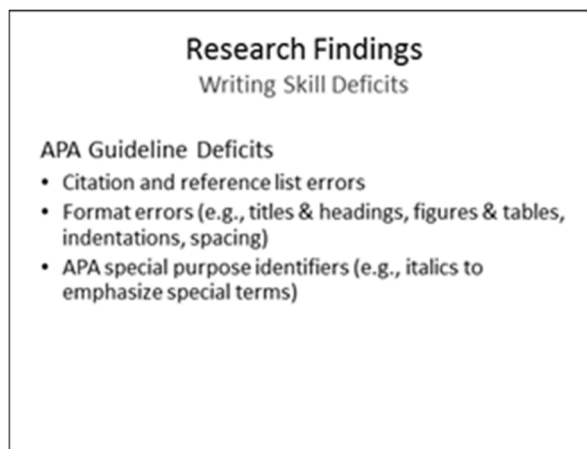 Research Findings
Writing Skill Deficits
APA Guideline Deficits
• Citation and reference list errors
• Format errors (e.g., titles & headings, figures & tables,
indentations, spacing)
• APA special purpose identifiers (e.g., italics to
emphasize special terms)